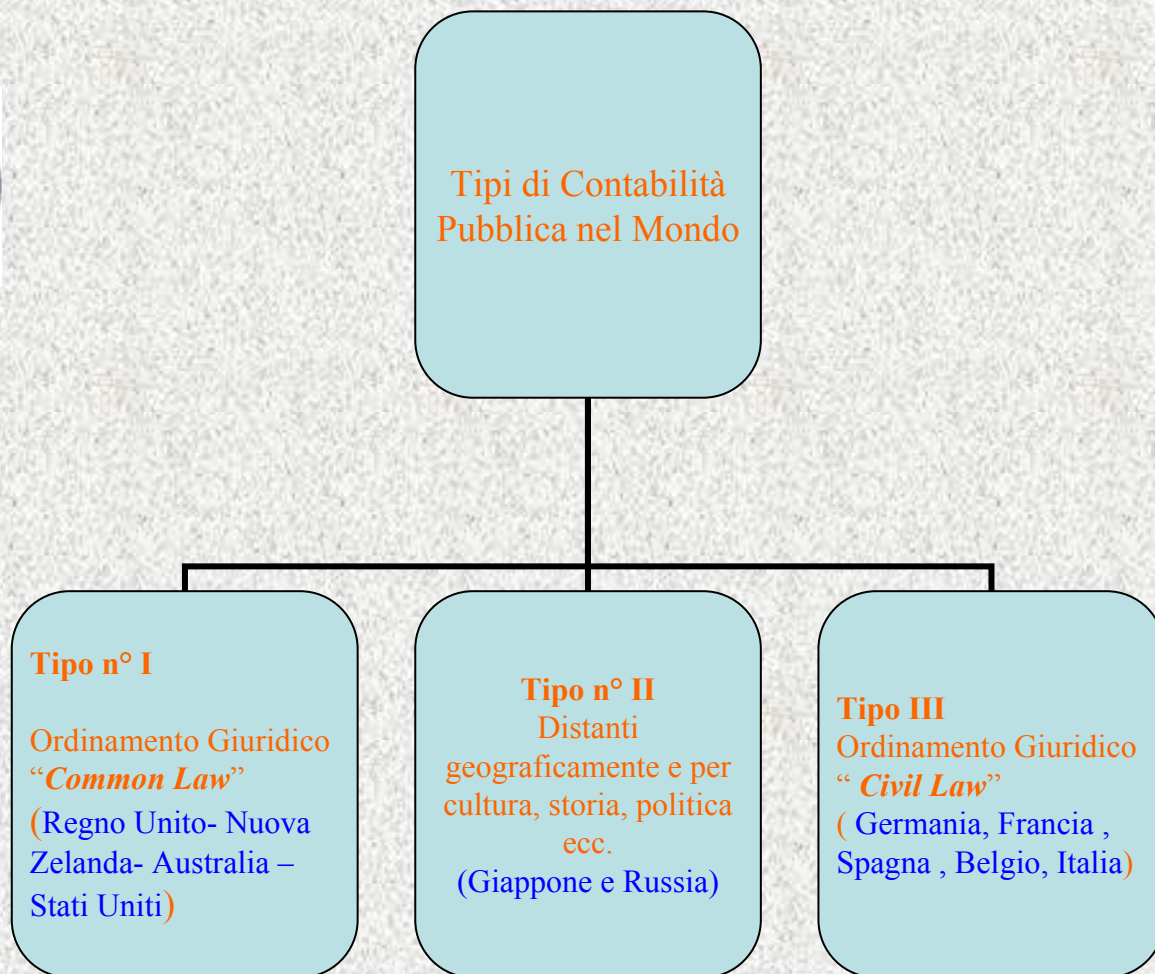 Tipi di Contabilità
Pubblica nel Mondo
Tipo n° I
Ordinamento Giuridico
“Common Law”
(Regno Unito- Nuova
Zelanda- Australia –
Stati Uniti)
Tipo n° II
Distanti
geograficamente e per
cultura, storia, politica
ecc.
(Giappone e Russia)
Tipo III
Ordinamento Giuridico
“ Civil Law”
( Germania, Francia ,
Spagna , Belgio, Italia)